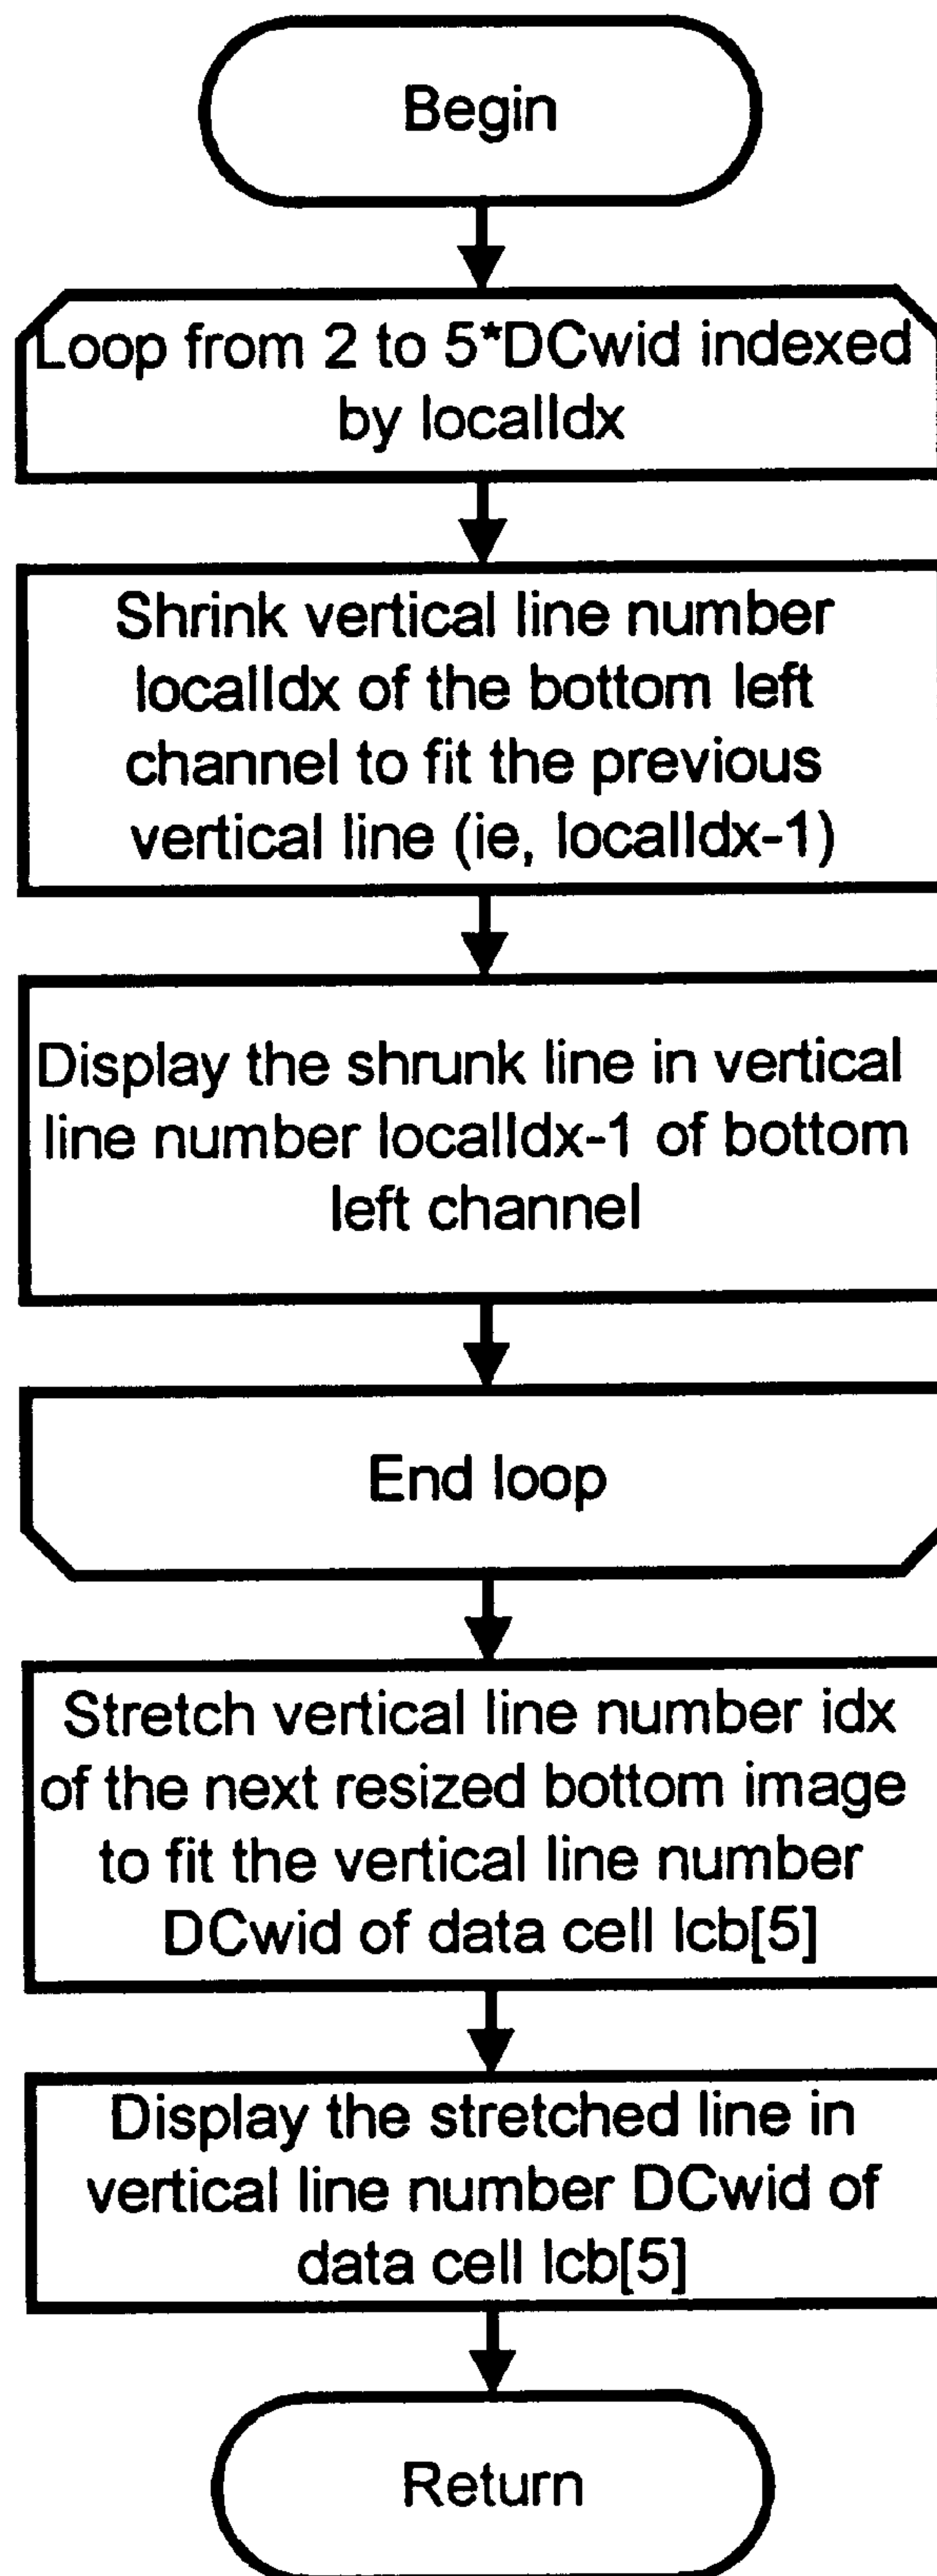 Begin
Loop from 2 to 5*DCwid indexed
by localIdx
Shrink vertical line number
localIdx of the bottom left
channel to fit the previous
vertical line (ie, localIdx-1)
Display the shrunk line in vertical
line number localIdx-1 of bottom
left channel
End loop
Stretch vertical line number idx
of the next resized bottom image
to fit the vertical line number
DCwid of data cell lcb[5]
Display the stretched line in
vertical line number DCwid of
data cell lcb[5]
Return